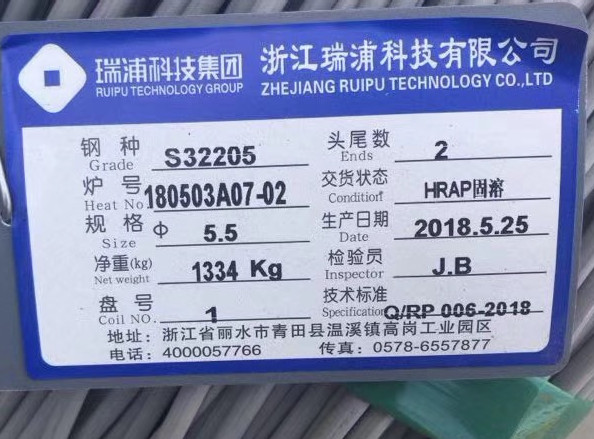 瑞浦科技集团 浙江瑞浦科技有限公司
RUIPU TECHNOLOGY GROUP ZHEJIANG RUIPU TECHNOLOGY CO.,LTD
钢种 S32205 头尾数 2
Grade Ends
炉号 180503A07-02 交货状态 HRAP固溶
Heat No Condition
规格 ф 5.5 生产日期 2018.5.25
Size Date
净重(kg) 1334 Kg 检验员 J.B
Net weight Inspector
盘号 1 技术标准 Q/RP 006-2018
Coil NO. Specification
地址：浙江省丽水市青田县温溪镇高岗工业园区
电话：4000057766 传真：0578-6557877